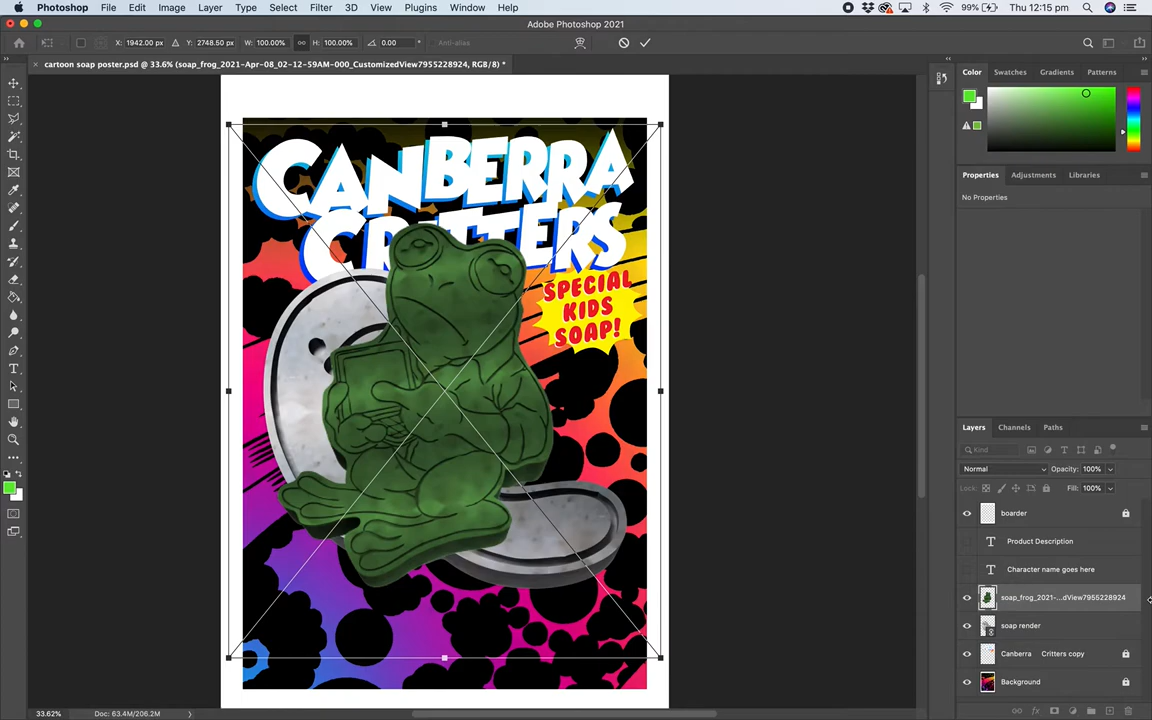 Photoshop File Edit Image Layer Type Select Filter 3D View Plugins Window Help 99% Thu 12:15 pm
Adobe Photoshop 2021
X: 1942.00 px Y: 2748.50 px W: 100.00% H: 100.00% 0.00 Anti-alias
cartoon soap poster.psd @ 33.6% (soap_frog_2021-Apr-08_02-12-59AM-000_CustomizedView7955228924, RGB/8) *
Color Swatches Gradients Patterns
CANBERRA
CRITTERS
SPECIAL
KIDS
SOAP!
Properties Adjustments Libraries
No Properties
Layers Channels Paths
Kind
Normal Opacity: 100%
Lock: Fill: 100%
boarder
T Product Description
T Character name goes here
soap_frog_2021-...dView7955228924
soap render
Canberra Critters copy
Background
33.62% Doc: 63.4M/206.2M